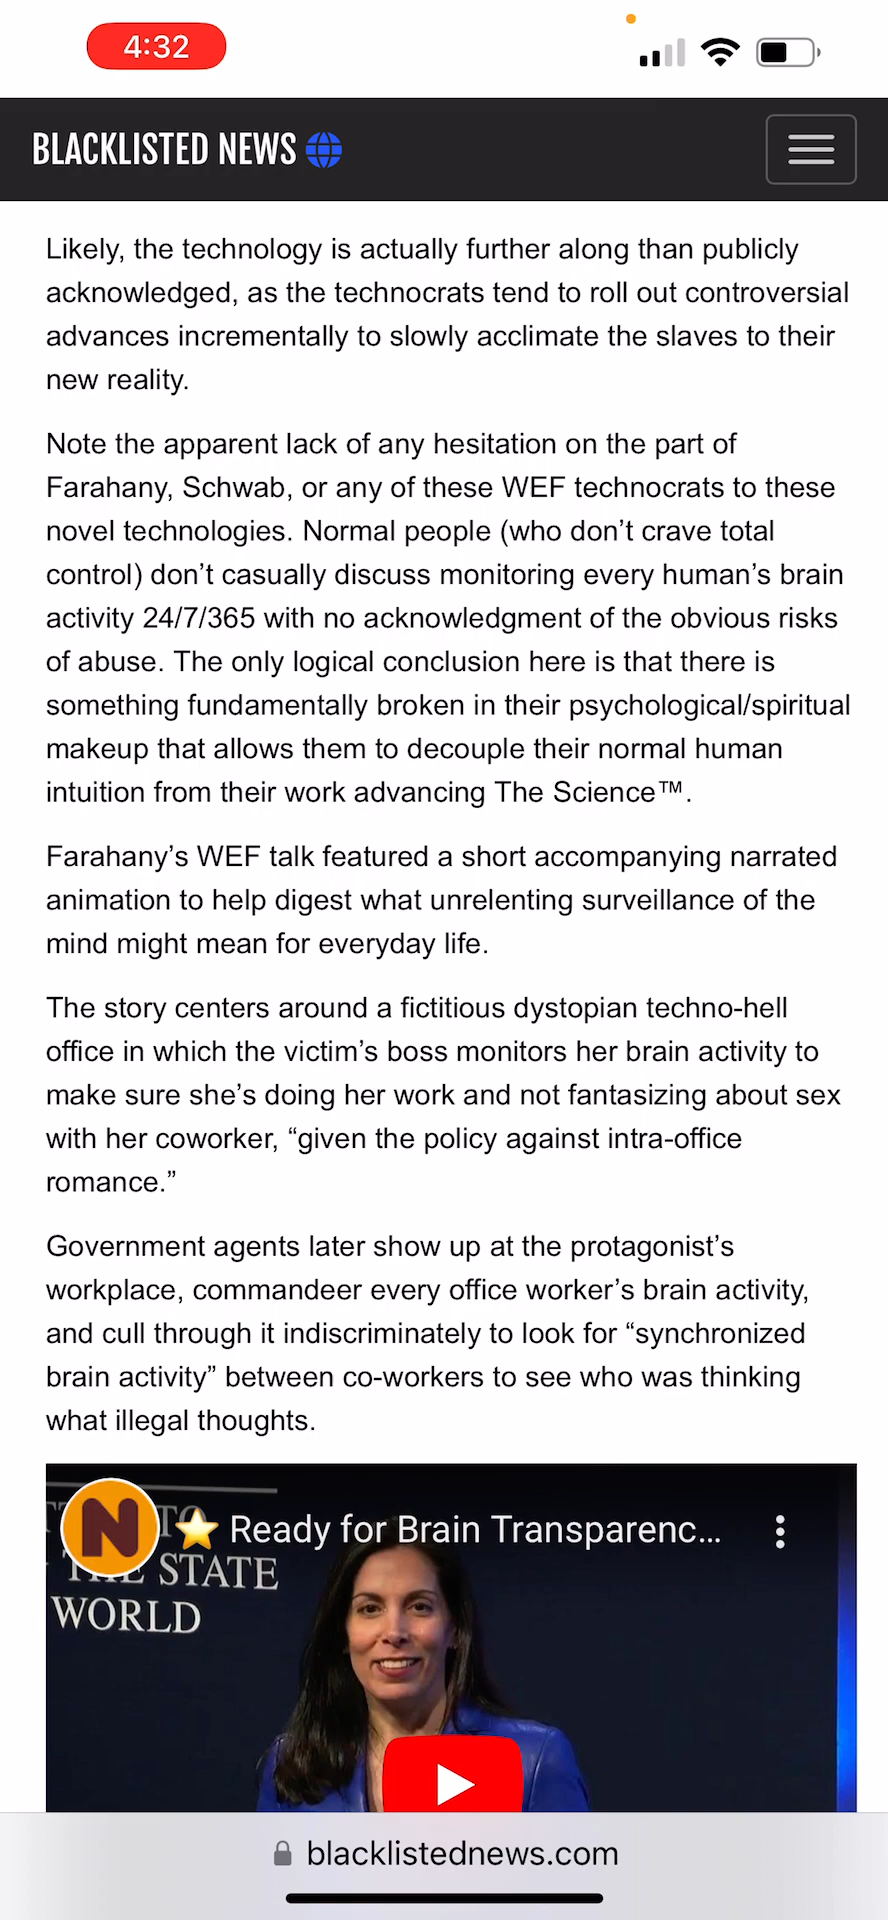 4:32
BLACKLISTED NEWS
Likely, the technology is actually further along than publicly
acknowledged, as the technocrats tend to roll out controversial
advances incrementally to slowly acclimate the slaves to their
new reality.
Note the apparent lack of any hesitation on the part of
Farahany, Schwab, or any of these WEF technocrats to these
novel technologies. Normal people (who don’t crave total
control) don’t casually discuss monitoring every human’s brain
activity 24/7/365 with no acknowledgment of the obvious risks
of abuse. The only logical conclusion here is that there is
something fundamentally broken in their psychological/spiritual
makeup that allows them to decouple their normal human
intuition from their work advancing The Science™.
Farahany’s WEF talk featured a short accompanying narrated
animation to help digest what unrelenting surveillance of the
mind might mean for everyday life.
The story centers around a fictitious dystopian techno-hell
office in which the victim’s boss monitors her brain activity to
make sure she’s doing her work and not fantasizing about sex
with her coworker, “given the policy against intra-office
romance.”
Government agents later show up at the protagonist’s
workplace, commandeer every office worker’s brain activity,
and cull through it indiscriminately to look for “synchronized
brain activity” between co-workers to see who was thinking
what illegal thoughts.
N
Ready for Brain Transparenc...
STATE
WORLD
blacklistednews.com